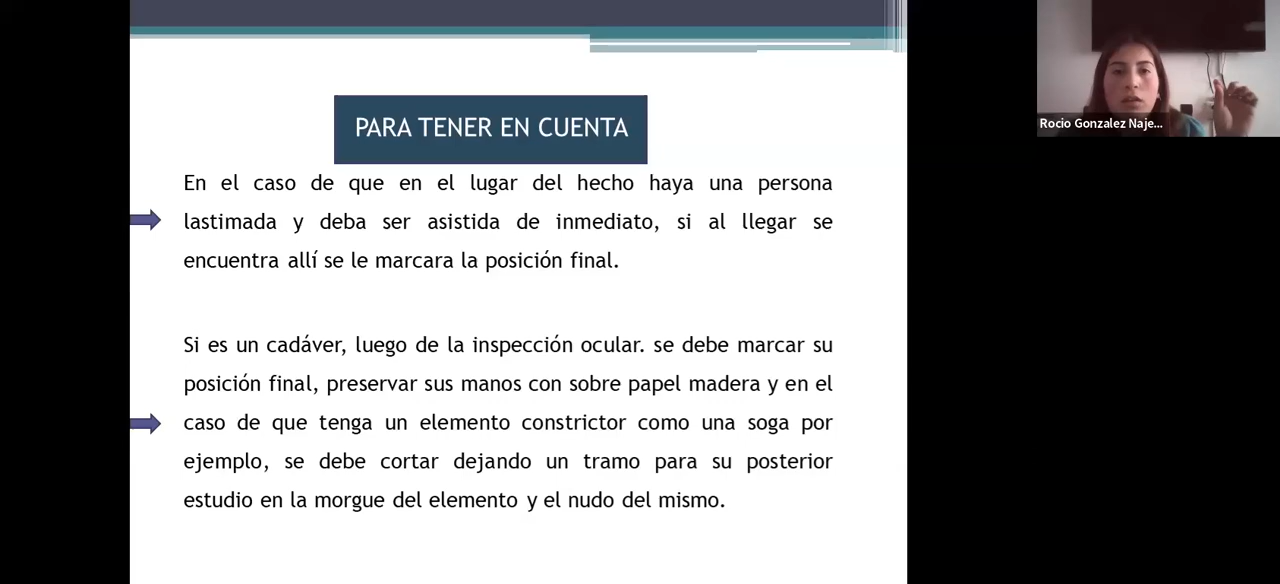 PARA TENER EN CUENTA
En el caso de que en el lugar del hecho haya una persona
lastimada y deba ser asistida de inmediato, si al llegar se
encuentra allí se le marcara la posición final.
Si es un cadáver, luego de la inspección ocular. se debe marcar su
posición final, preservar sus manos con sobre papel madera y en el
caso de que tenga un elemento constrictor como una soga por
ejemplo, se debe cortar dejando un tramo para su posterior
estudio en la morgue del elemento y el nudo del mismo.
Rocio Gonzalez Naje...